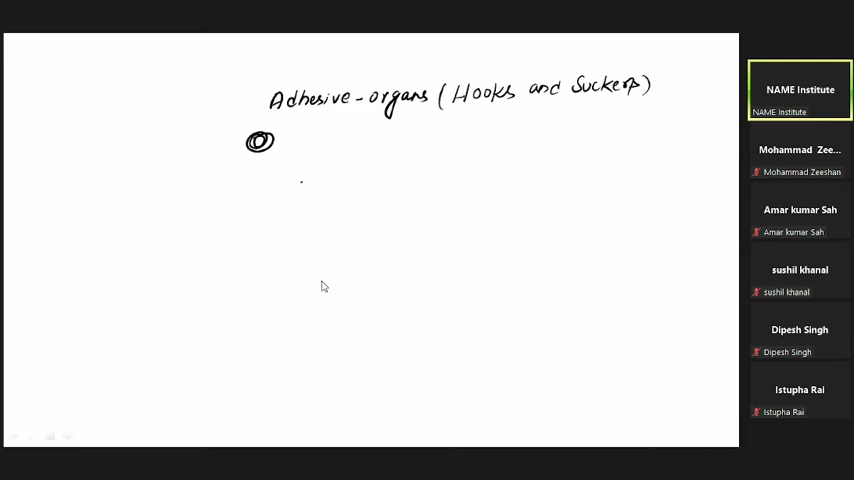 Adhesive-organs (Hooks and Suckers)
NAME Institute
NAME Institute
Mohammad Zee...
Mohammad Zeeshan
Amar kumar Sah
Amar kumar Sah
sushil khanal
sushil khanal
Dipesh Singh
Dipesh Singh
Istupha Rai
Istupha Rai